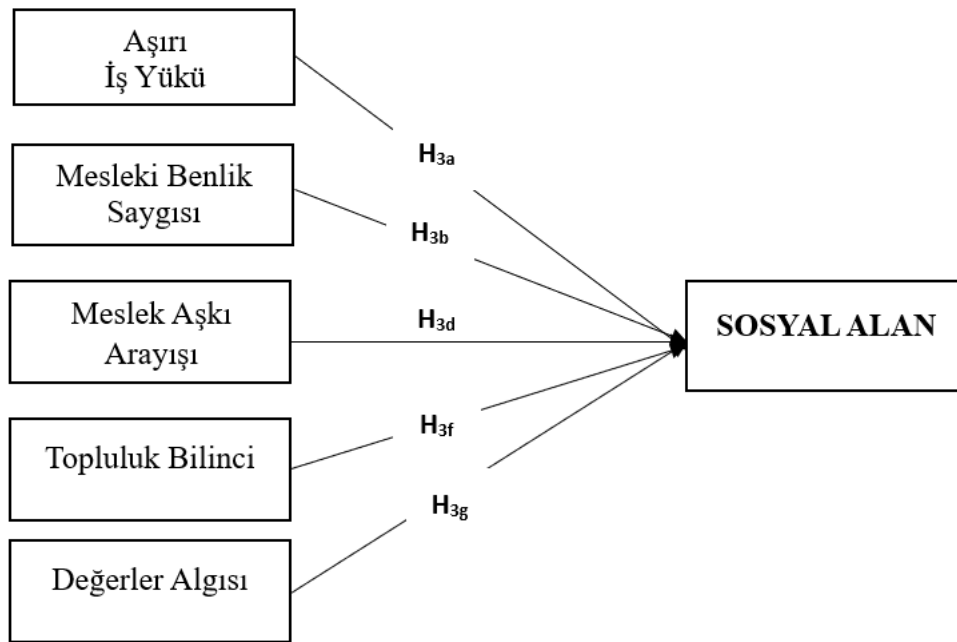 Aşırı
İş Yükü
H3a
Mesleki Benlik
Saygısı
H3b
Meslek Aşkı
Arayışı
H3d
SOSYAL ALAN
Topluluk Bilinci
H3f
H3g
Değerler Algısı